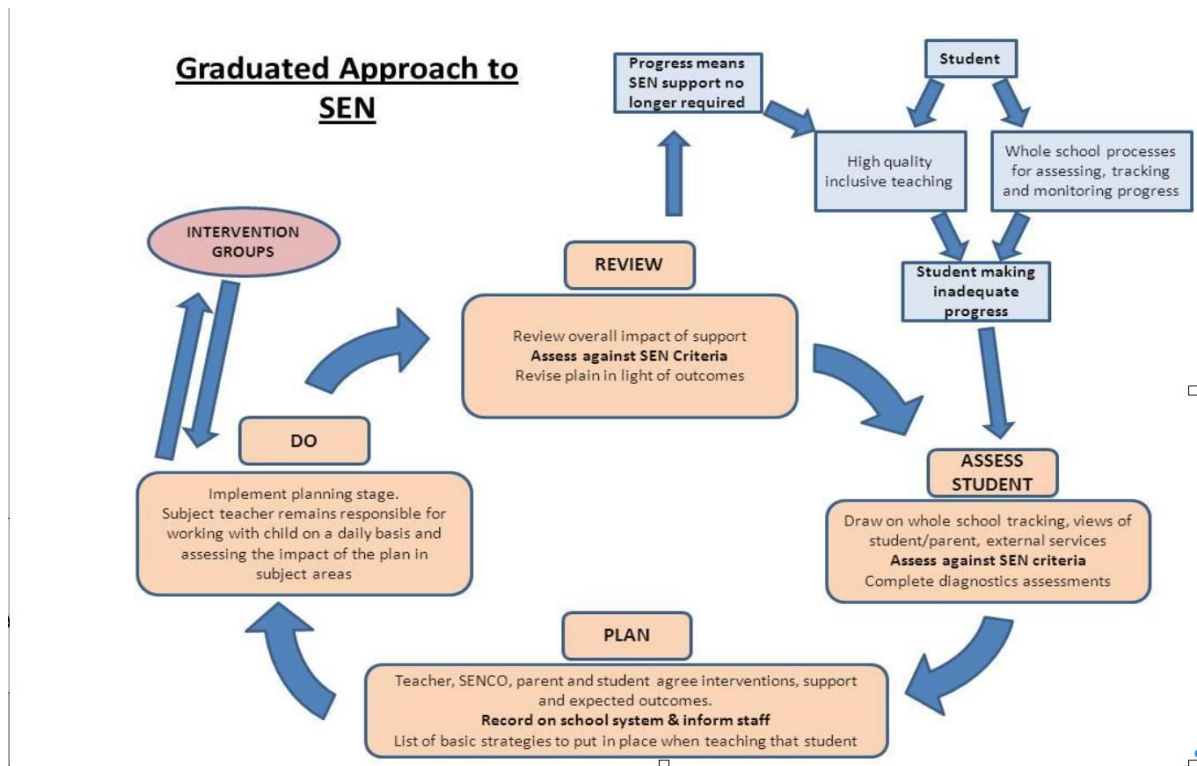 Graduated Approach to
SEN
Progress means
SEN support no
longer required
Student
High quality
inclusive teaching
Whole school processes
for assessing, tracking
and monitoring progress
Student making
inadequate
progress
INTERVENTION
GROUPS
REVIEW
Review overall impact of support
Assess against SEN Criteria
Revise plain in light of outcomes
DO
Implement planning stage.
Subject teacher remains responsible for
working with child on a daily basis and
assessing the impact of the plan in
subject areas
ASSESS
STUDENT
Draw on whole school tracking, views of
student/parent, external services
Assess against SEN criteria
Complete diagnostics assessments
PLAN
Teacher, SENCO, parent and student agree interventions, support
and expected outcomes.
Record on school system & inform staff
List of basic strategies to put in place when teaching that student